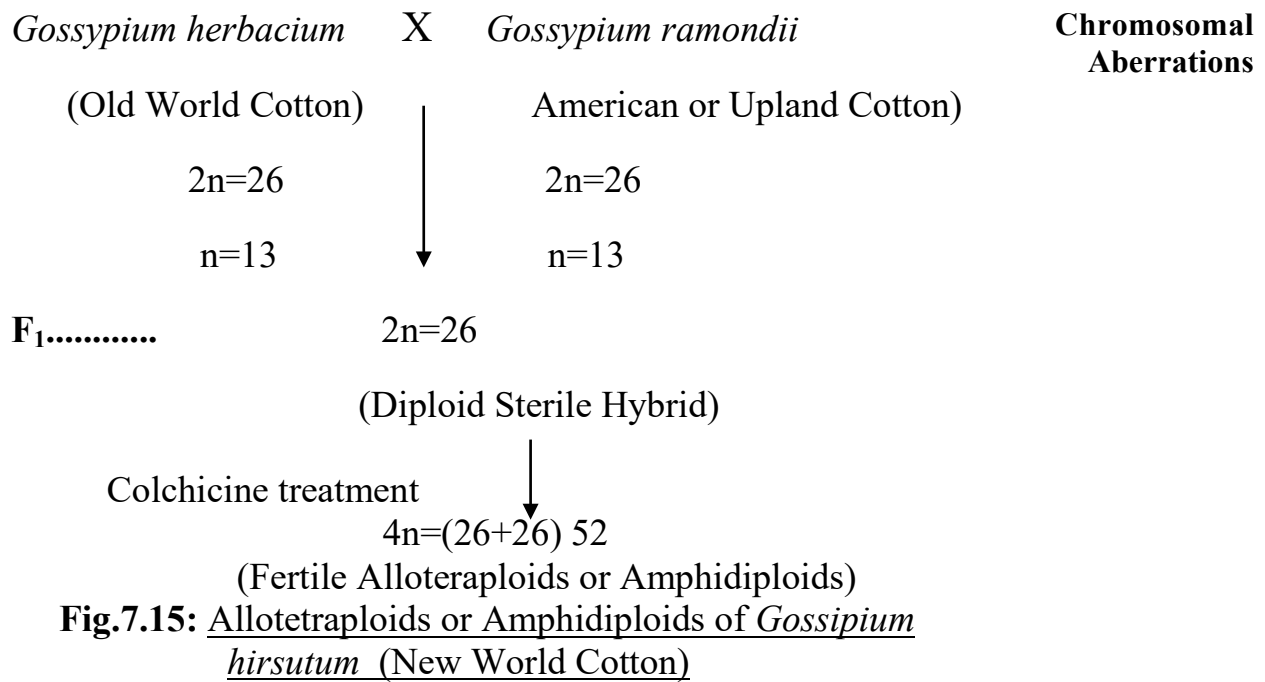 Gossypium herbacium X Gossypium ramondii
Chromosomal
Aberrations
(Old World Cotton) American or Upland Cotton)
2n=26 2n=26
n=13 n=13
F1............ 2n=26
(Diploid Sterile Hybrid)
Colchicine treatment
4n=(26+26) 52
(Fertile Alloteraploids or Amphidiploids)
Fig.7.15: Allotetraploids or Amphidiploids of Gossipium
hirsutum (New World Cotton)